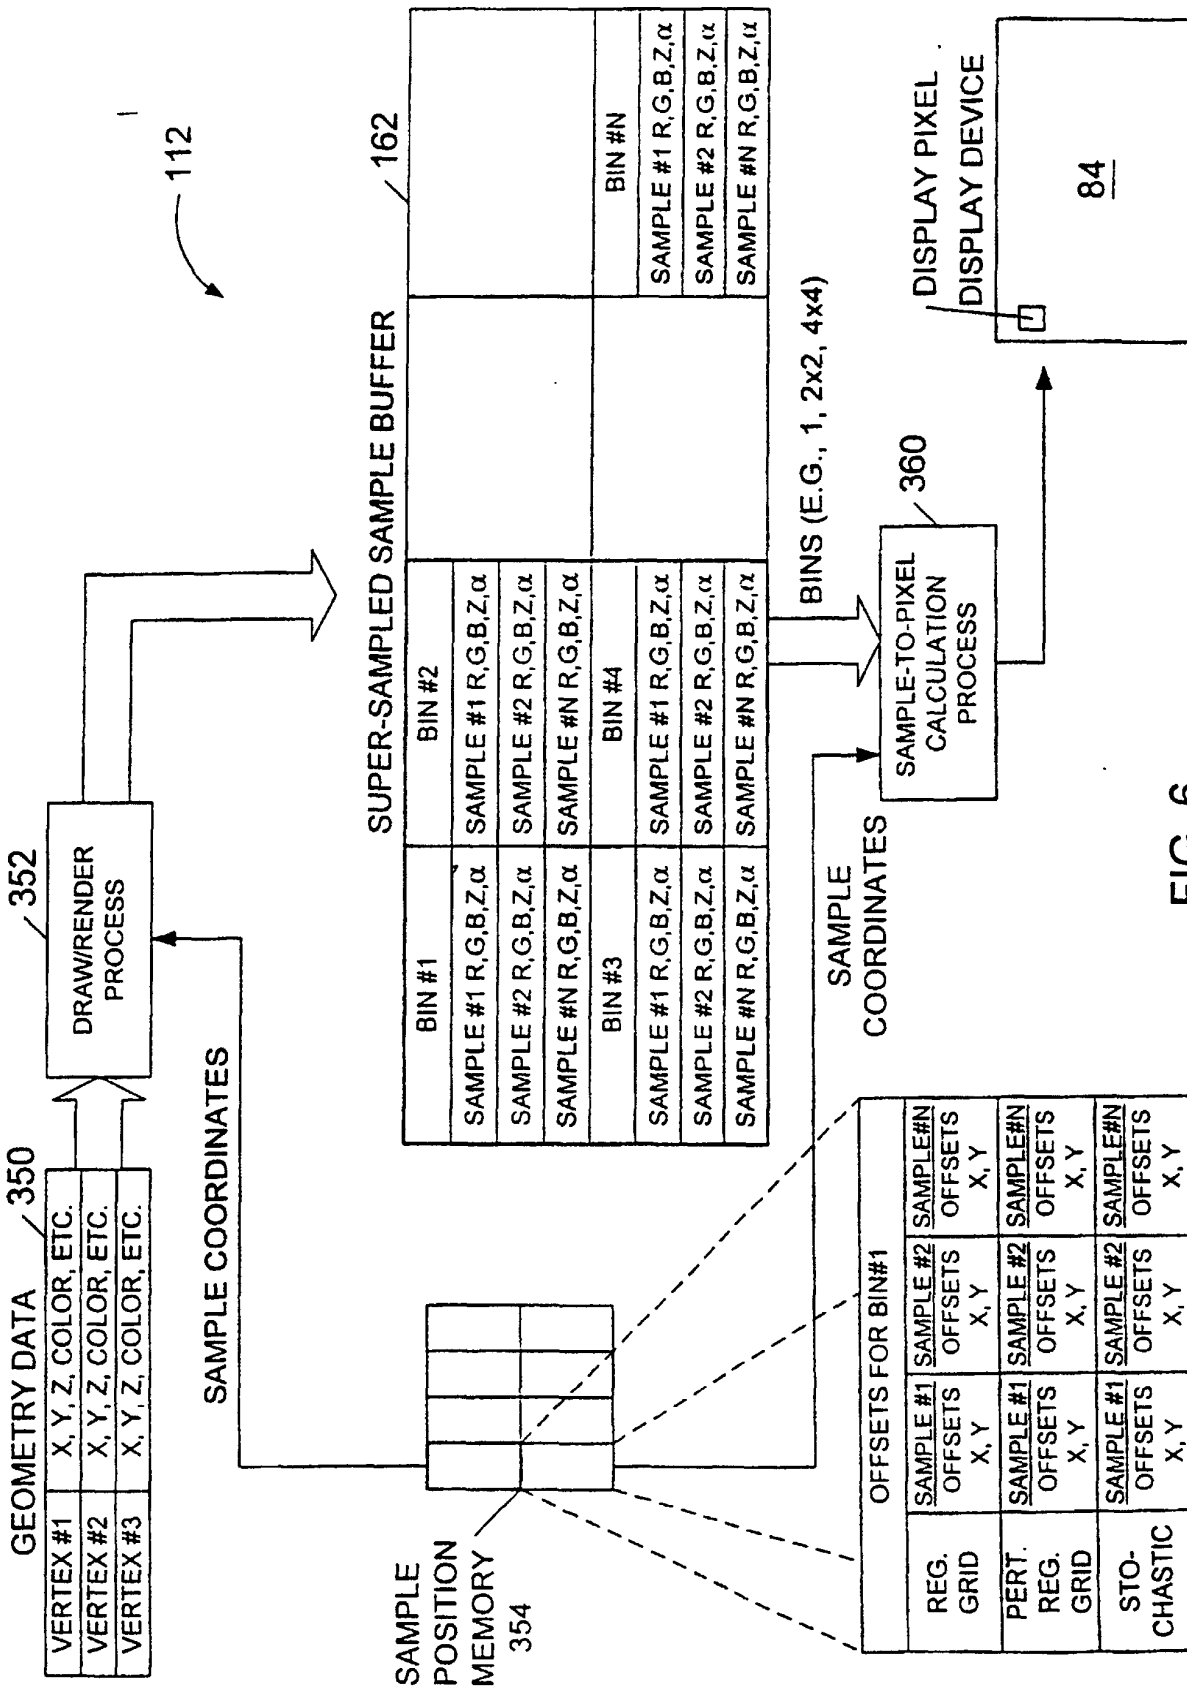 112
GEOMETRY DATA
350
VERTEX #1 X, Y, Z, COLOR, ETC.
VERTEX #2 X, Y, Z, COLOR, ETC.
VERTEX #3 X, Y, Z, COLOR, ETC.
352
DRAW/RENDER
PROCESS
SAMPLE COORDINATES
SUPER-SAMPLED SAMPLE BUFFER
162
BIN #1 BIN #2
SAMPLE #1 R,G,B,Z,α SAMPLE #1 R,G,B,Z,α
SAMPLE #2 R,G,B,Z,α SAMPLE #2 R,G,B,Z,α
SAMPLE #N R,G,B,Z,α SAMPLE #N R,G,B,Z,α
BIN #3 BIN #4 BIN #N
SAMPLE #1 R,G,B,Z,α SAMPLE #1 R,G,B,Z,α SAMPLE #1 R,G,B,Z,α
SAMPLE #2 R,G,B,Z,α SAMPLE #2 R,G,B,Z,α SAMPLE #2 R,G,B,Z,α
SAMPLE #N R,G,B,Z,α SAMPLE #N R,G,B,Z,α SAMPLE #N R,G,B,Z,α
SAMPLE
POSITION
MEMORY
354
BINS (E.G., 1, 2x2, 4x4)
SAMPLE
COORDINATES
360
SAMPLE-TO-PIXEL
CALCULATION
PROCESS
DISPLAY PIXEL
DISPLAY DEVICE
84
OFFSETS FOR BIN#1
REG.
GRID
SAMPLE #1 SAMPLE #2 SAMPLE#N
OFFSETS OFFSETS OFFSETS
X, Y X, Y X, Y
PERT.
REG.
GRID
SAMPLE #1 SAMPLE #2 SAMPLE#N
OFFSETS OFFSETS OFFSETS
X, Y X, Y X, Y
STO-
CHASTIC
SAMPLE #1 SAMPLE #2 SAMPLE#N
OFFSETS OFFSETS OFFSETS
X, Y X, Y X, Y
FIG. 6